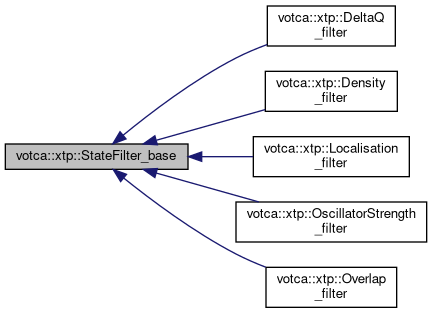 votca::xtp::DeltaQ
_filter
votca::xtp::Density
_filter
votca::xtp::StateFilter_base
votca::xtp::Localisation
_filter
votca::xtp::OscillatorStrength
_filter
votca::xtp::Overlap
_filter